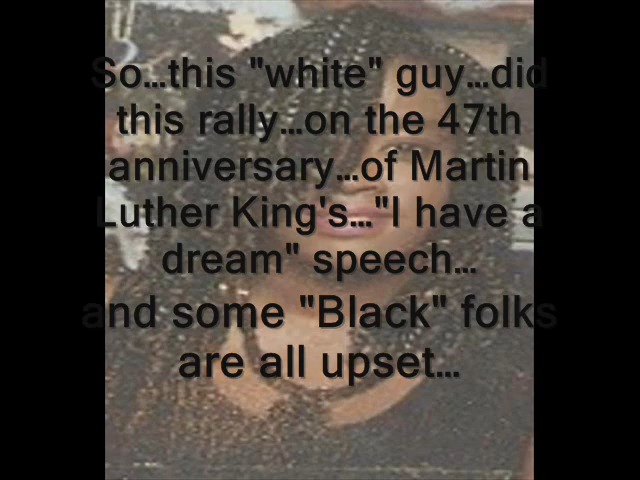 So...this "white" guy...did
this rally...on the 47th
anniversary...of Martin
Luther King's..."I have a
dream" speech...
and some "Black" folks
are all upset...